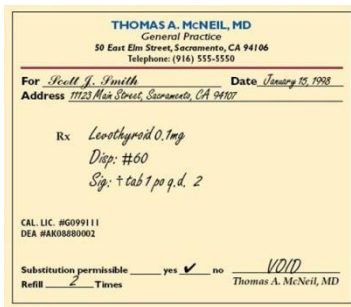 THOMAS A. McNEIL, MD
General Practice
50 East Elm Street, Sacramento, CA 94106
Telephone: (916) 555-5550
For Scott J. Smith Date January 15, 1998
Address 11123 Main Street, Sacramento, CA 94107
Rx Levothyroid 0.1mg
Disp: #60
Sig: † tab 1 po q.d. 2
CAL. LIC. #G099111
DEA #AK08880002
Substitution permissible yes ✓ no VOID
Refill 2 Times Thomas A. McNeil, MD